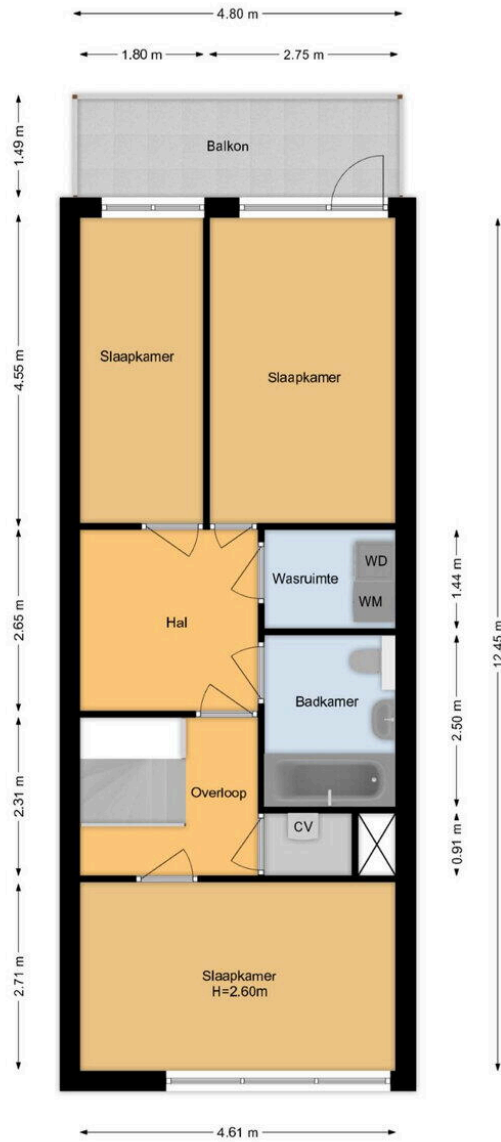 4.80 m
1.80 m
2.75 m
1.49 m
Balkon
4.55 m
Slaapkamer
Slaapkamer
2.65 m
Hal
Wasruimte
WD
WM
1.44 m
12.45 m
Badkamer
2.50 m
2.31 m
Overloop
CV
0.91 m
2.71 m
Slaapkamer
H=2.60m
4.61 m